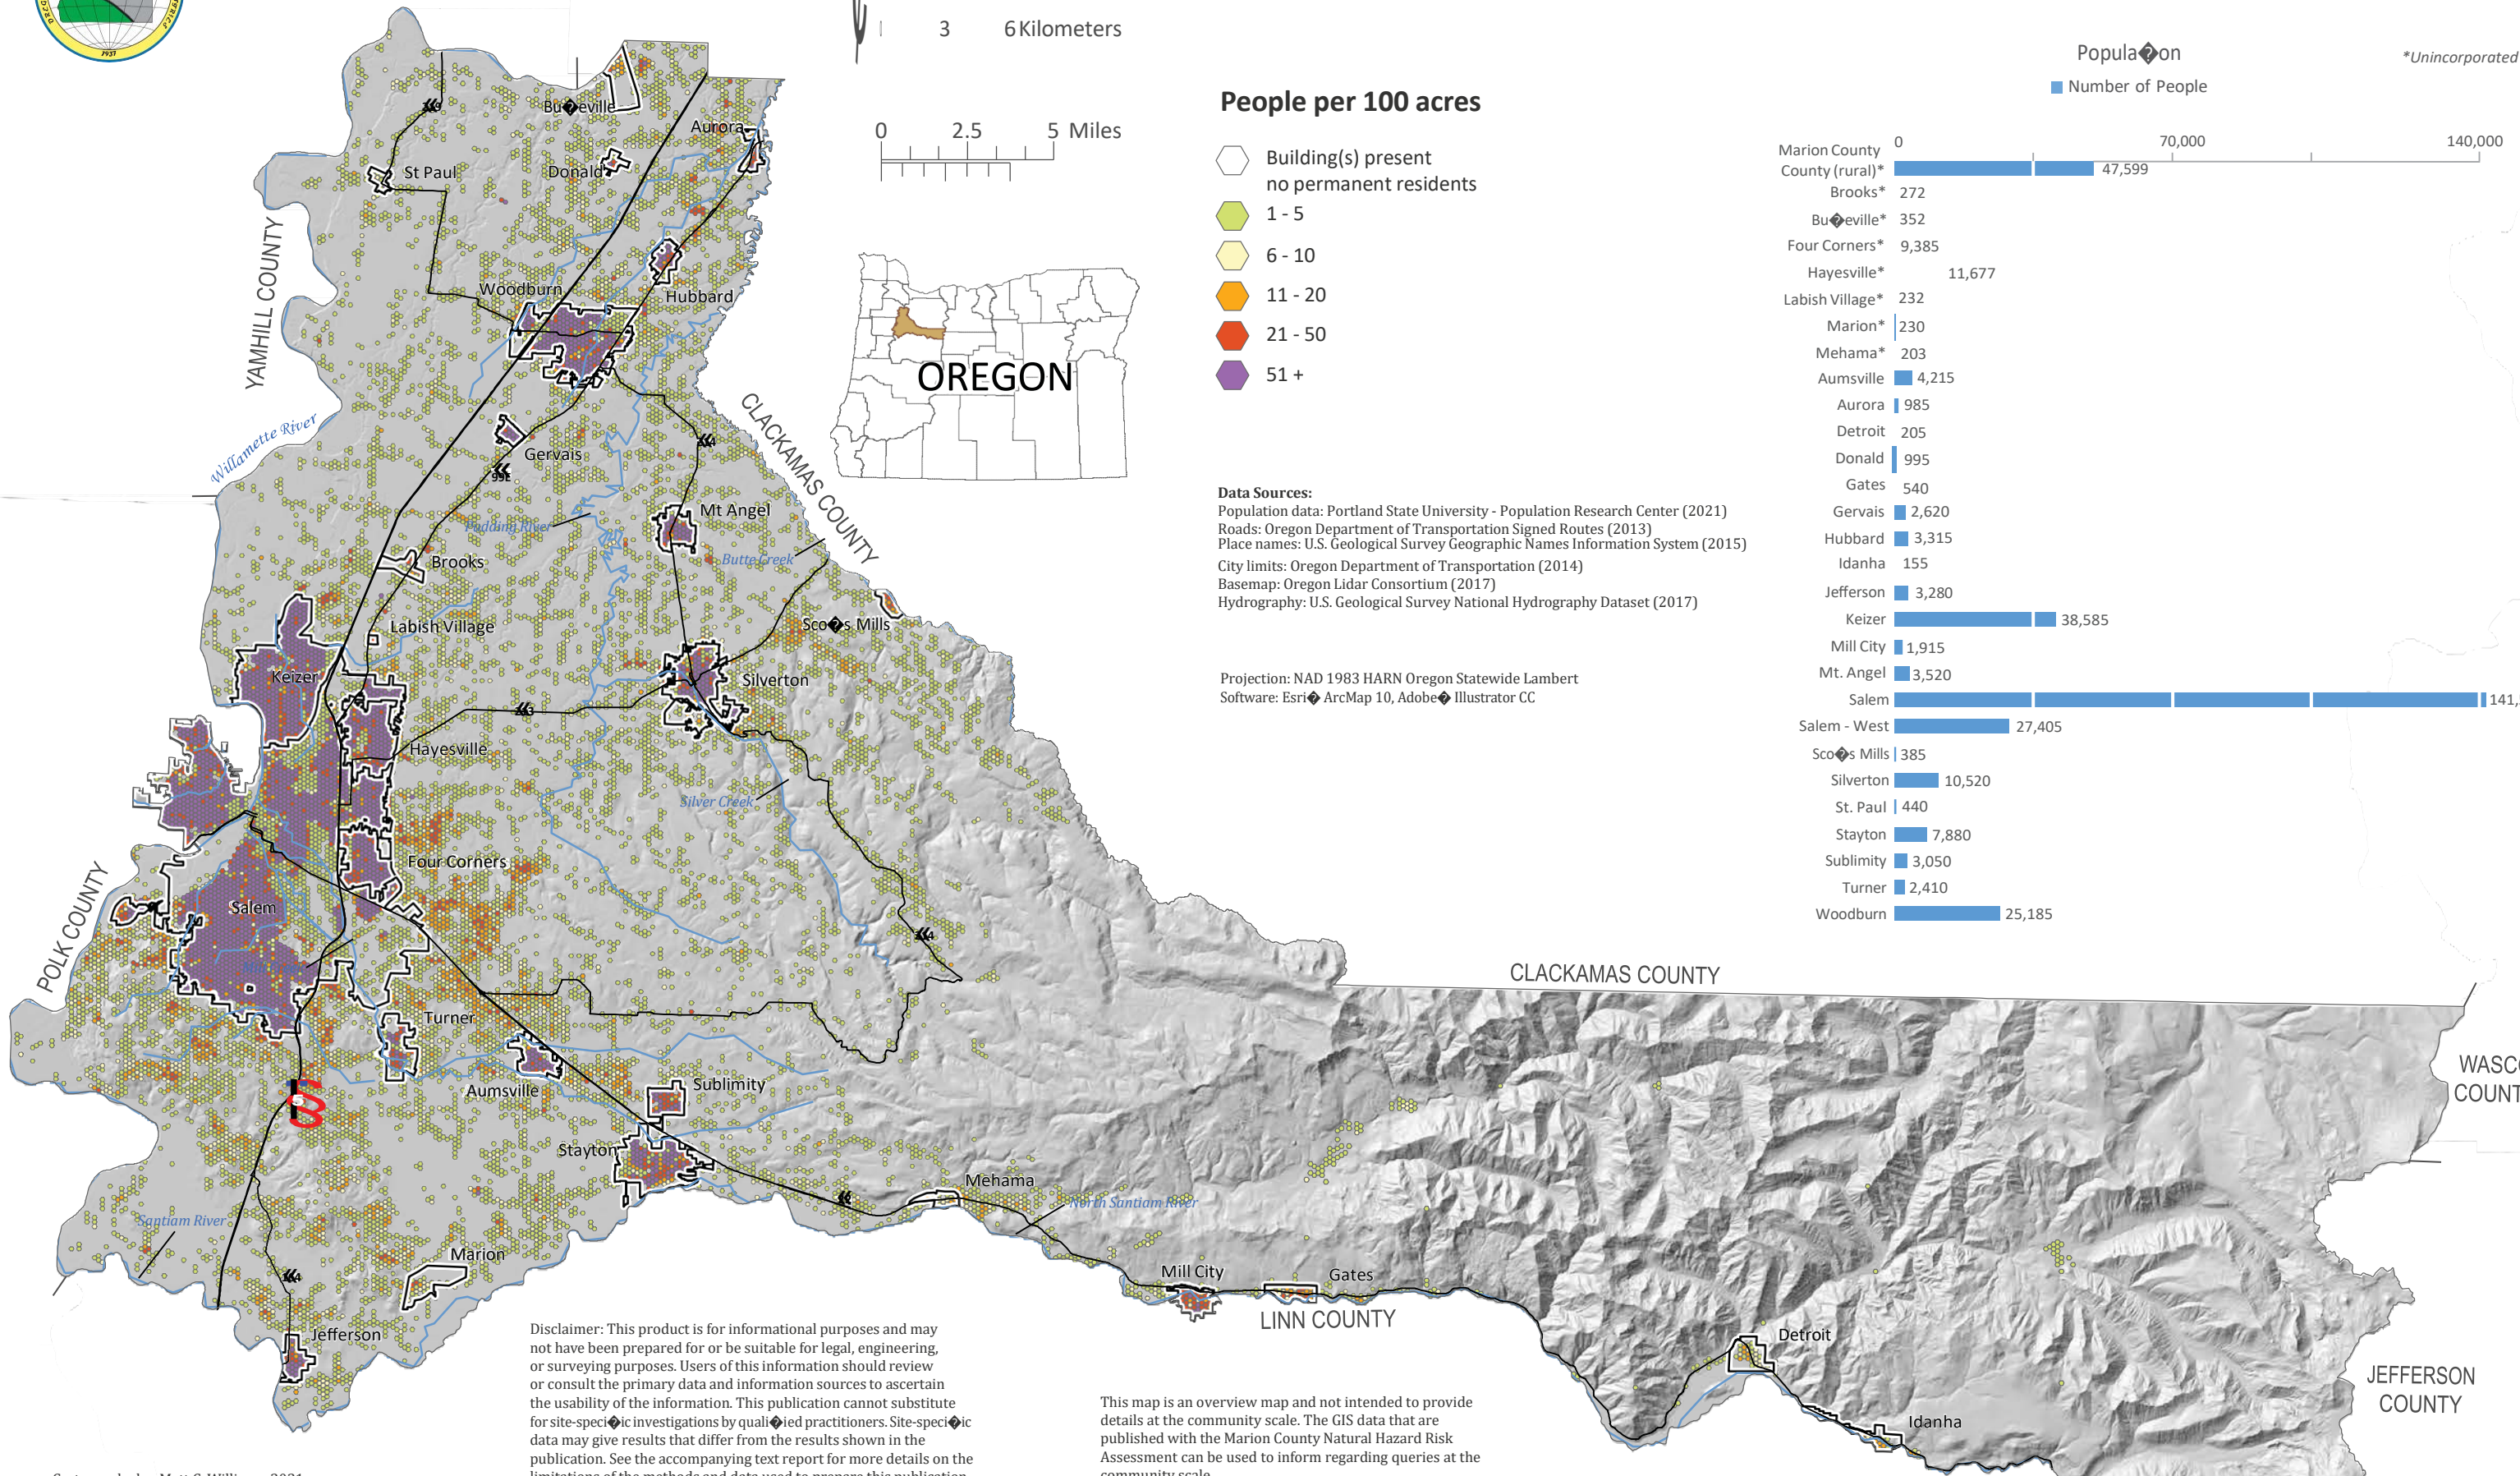 1937
3 6 Kilometers
0 2.5 5 Miles
People per 100 acres
Building(s) present
no permanent residents
1 - 5
6 - 10
11 - 20
21 - 50
51 +
OREGON
Data Sources:
Population data: Portland State University - Population Research Center (2021)
Roads: Oregon Department of Transportation Signed Routes (2013)
Place names: U.S. Geological Survey Geographic Names Information System (2015)
City limits: Oregon Department of Transportation (2014)
Basemap: Oregon Lidar Consortium (2017)
Hydrography: U.S. Geological Survey National Hydrography Dataset (2017)
Projection: NAD 1983 HARN Oregon Statewide Lambert
Software: Esri� ArcMap 10, Adobe� Illustrator CC
Popula�on
*Unincorporated
Number of People
0 70,000 140,000
Marion County
County (rural)* 47,599
Brooks* 272
Bu�eville* 352
Four Corners* 9,385
Hayesville* 11,677
Labish Village* 232
Marion* 230
Mehama* 203
Aumsville 4,215
Aurora 985
Detroit 205
Donald 995
Gates 540
Gervais 2,620
Hubbard 3,315
Idanha 155
Jefferson 3,280
Keizer 38,585
Mill City 1,915
Mt. Angel 3,520
Salem 141,
Salem - West 27,405
Sco�s Mills 385
Silverton 10,520
St. Paul 440
Stayton 7,880
Sublimity 3,050
Turner 2,410
Woodburn 25,185
Bu�eville
Aurora
St Paul
Donald
YAMHILL COUNTY
Woodburn
Hubbard
CLACKAMAS COUNTY
Willamette River
Gervais
99E
Mt Angel
Pudding River
Butte Creek
Brooks
Labish Village
Sco�s Mills
Keizer
Silverton
Hayesville
Silver Creek
Four Corners
POLK COUNTY
Salem
CLACKAMAS COUNTY
Turner
WASCO
COUNT
Aumsville
Sublimity
5
Stayton
Mehama
North Santiam River
Santiam River
Marion
Mill City
Gates
LINN COUNTY
Jefferson
Detroit
JEFFERSON
COUNTY
Idanha
Disclaimer: This product is for informational purposes and may
not have been prepared for or be suitable for legal, engineering,
or surveying purposes. Users of this information should review
or consult the primary data and information sources to ascertain
the usability of the information. This publication cannot substitute
for site-speci�ic investigations by quali�ied practitioners. Site-speci�ic
data may give results that differ from the results shown in the
publication. See the accompanying text report for more details on the
limitations of the methods and data used to prepare this publication.
This map is an overview map and not intended to provide
details at the community scale. The GIS data that are
published with the Marion County Natural Hazard Risk
Assessment can be used to inform regarding queries at the
community scale.